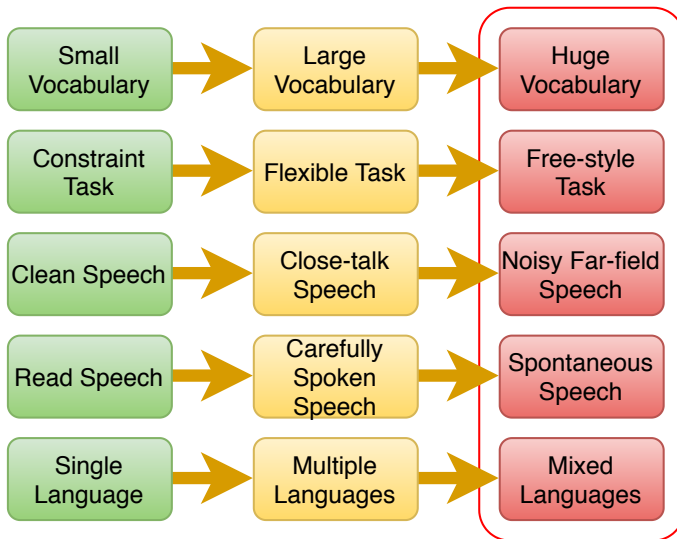 Small
Vocabulary
Large
Vocabulary
Huge
Vocabulary
Constraint
Task
Flexible Task
Free-style
Task
Clean Speech
Close-talk
Speech
Noisy Far-field
Speech
Read Speech
Carefully
Spoken
Speech
Spontaneous
Speech
Single
Language
Multiple
Languages
Mixed
Languages